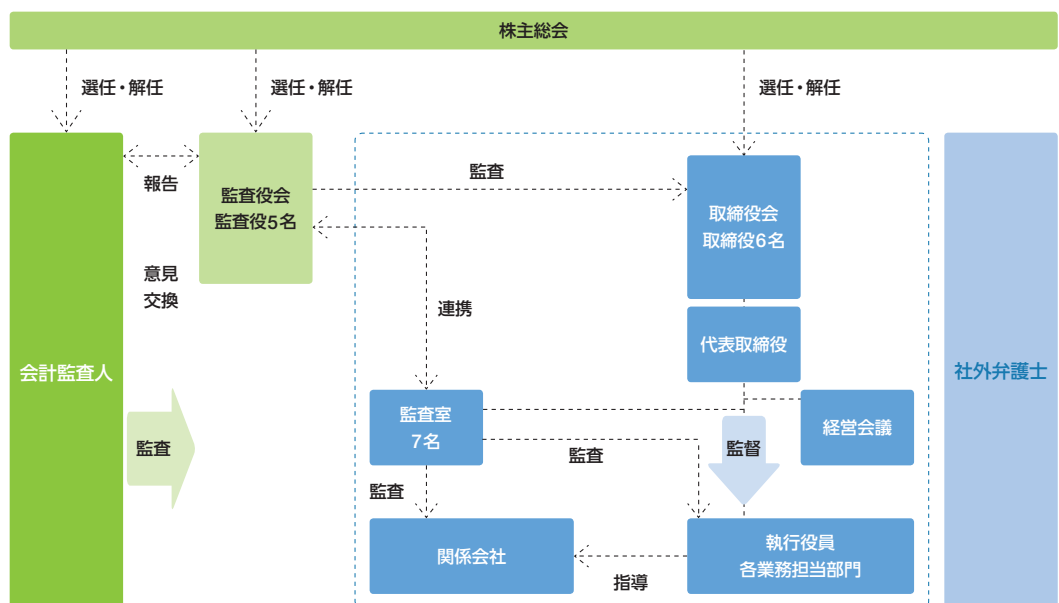 株主総会
選任・解任
選任・解任
選任・解任
報告
監査役会
監査役5名
監査
取締役会
取締役6名
意見
交換
連携
代表取締役
会計監査人
社外弁護士
監査室
7名
経営会議
監査
監査
監督
監査
関係会社
執行役員
各業務担当部門
指導